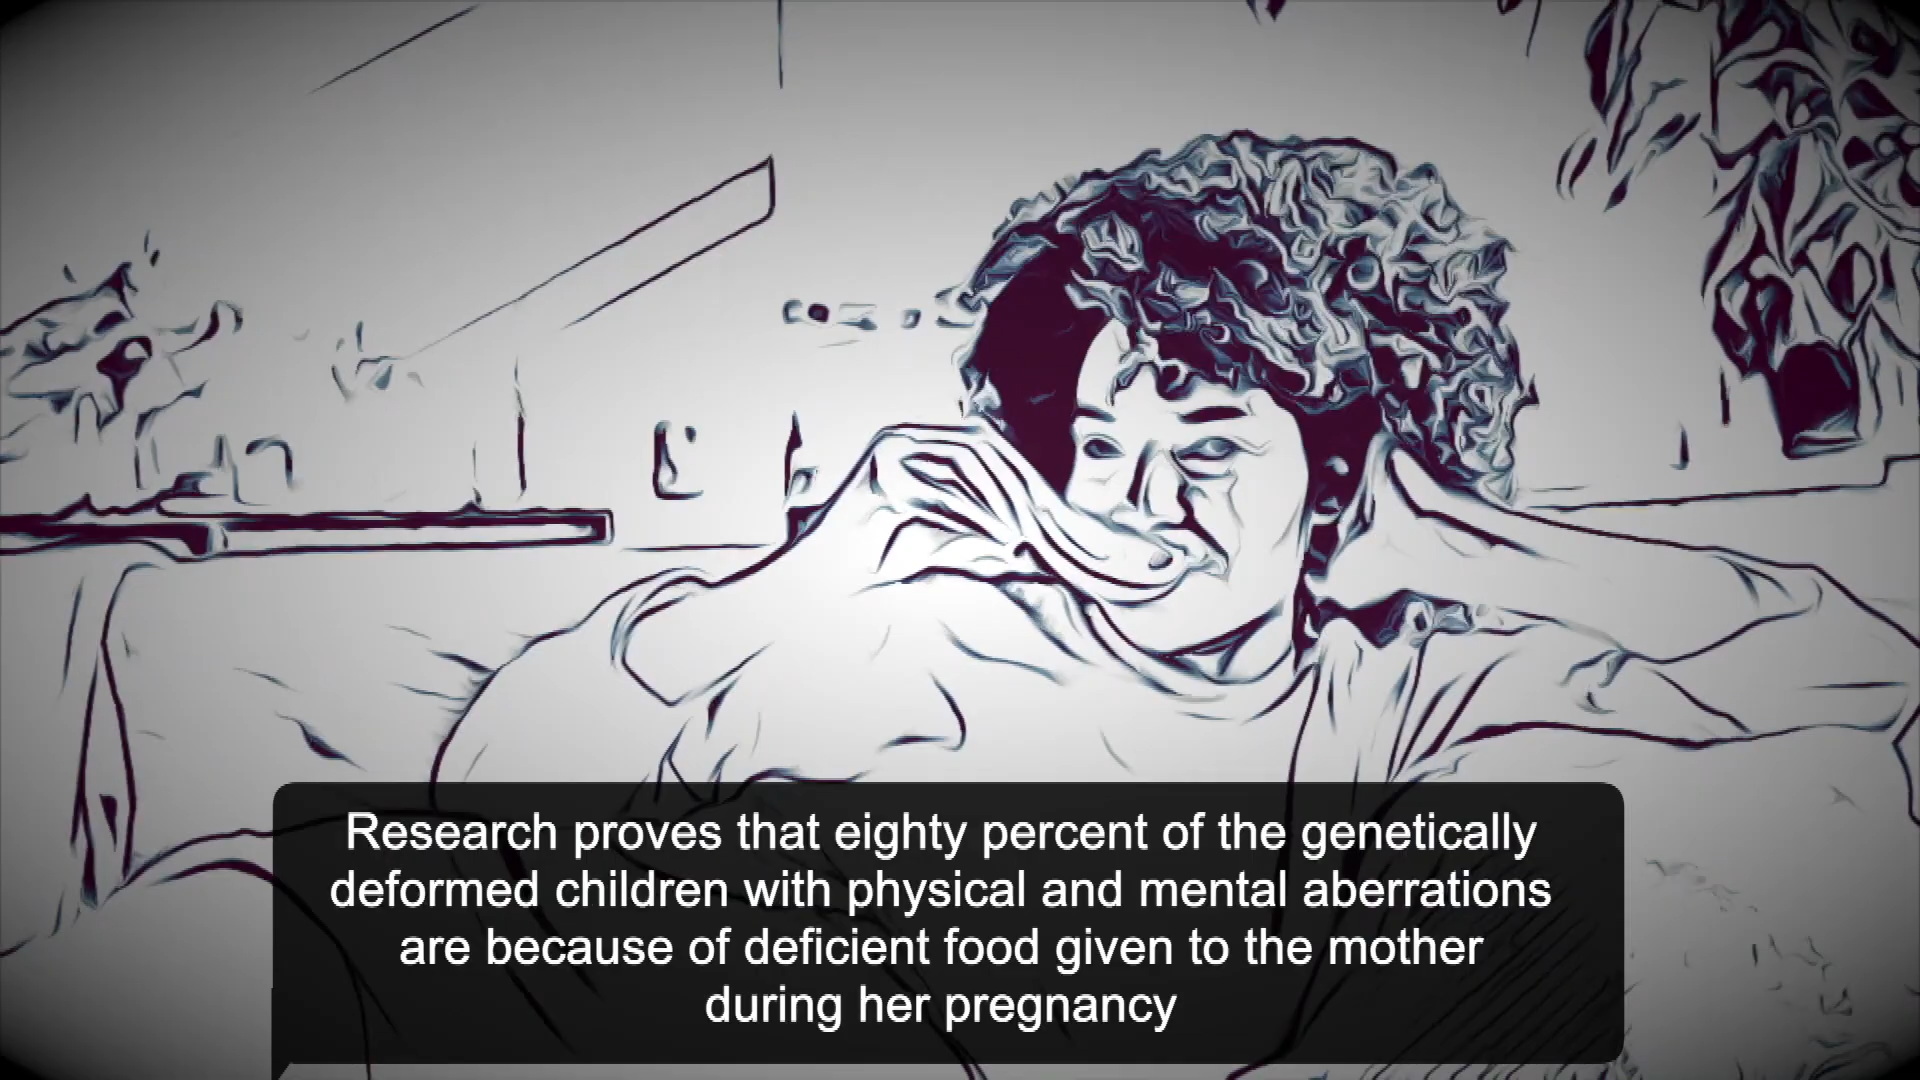 Research proves that eighty percent of the genetically
deformed children with physical and mental aberrations
are because of deficient food given to the mother
during her pregnancy